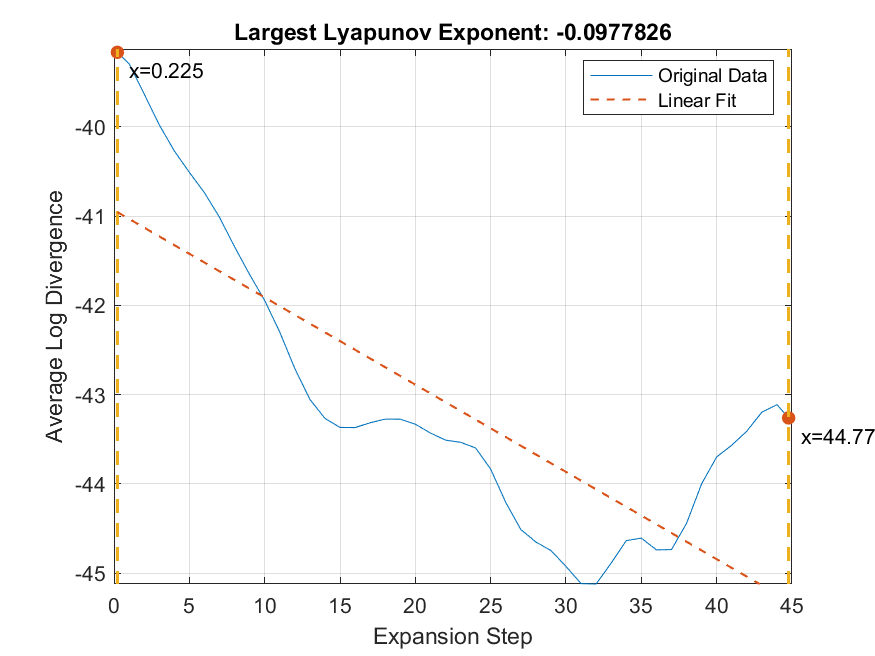 Largest Lyapunov Exponent: -0.0977826
x=0.225
Original Data
Linear Fit
-40
-41
-42
-43
-44
-45
Average Log Divergence
x=44.77
0 5 10 15 20 25 30 35 40 45
Expansion Step